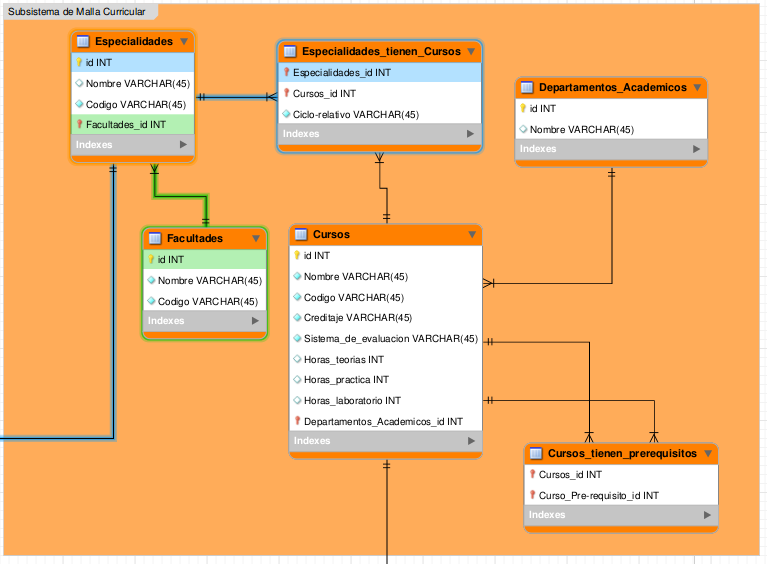 Subsistema de Malla Curricular
Especialidades
id INT
Nombre VARCHAR(45)
Codigo VARCHAR(45)
Facultades_id INT
Indexes
Especialidades_tienen_Cursos
Especialidades_id INT
Cursos_id INT
Ciclo-relativo VARCHAR(45)
Indexes
Departamentos_Academicos
id INT
Nombre VARCHAR(45)
Indexes
Facultades
id INT
Nombre VARCHAR(45)
Codigo VARCHAR(45)
Indexes
Cursos
id INT
Nombre VARCHAR(45)
Codigo VARCHAR(45)
Creditaje VARCHAR(45)
Sistema_de_evaluacion VARCHAR(45)
Horas_teorias INT
Horas_practica INT
Horas_laboratorio INT
Departamentos_Academicos_id INT
Indexes
Cursos_tienen_prerequisitos
Cursos_id INT
Curso_Pre-requisito_id INT
Indexes